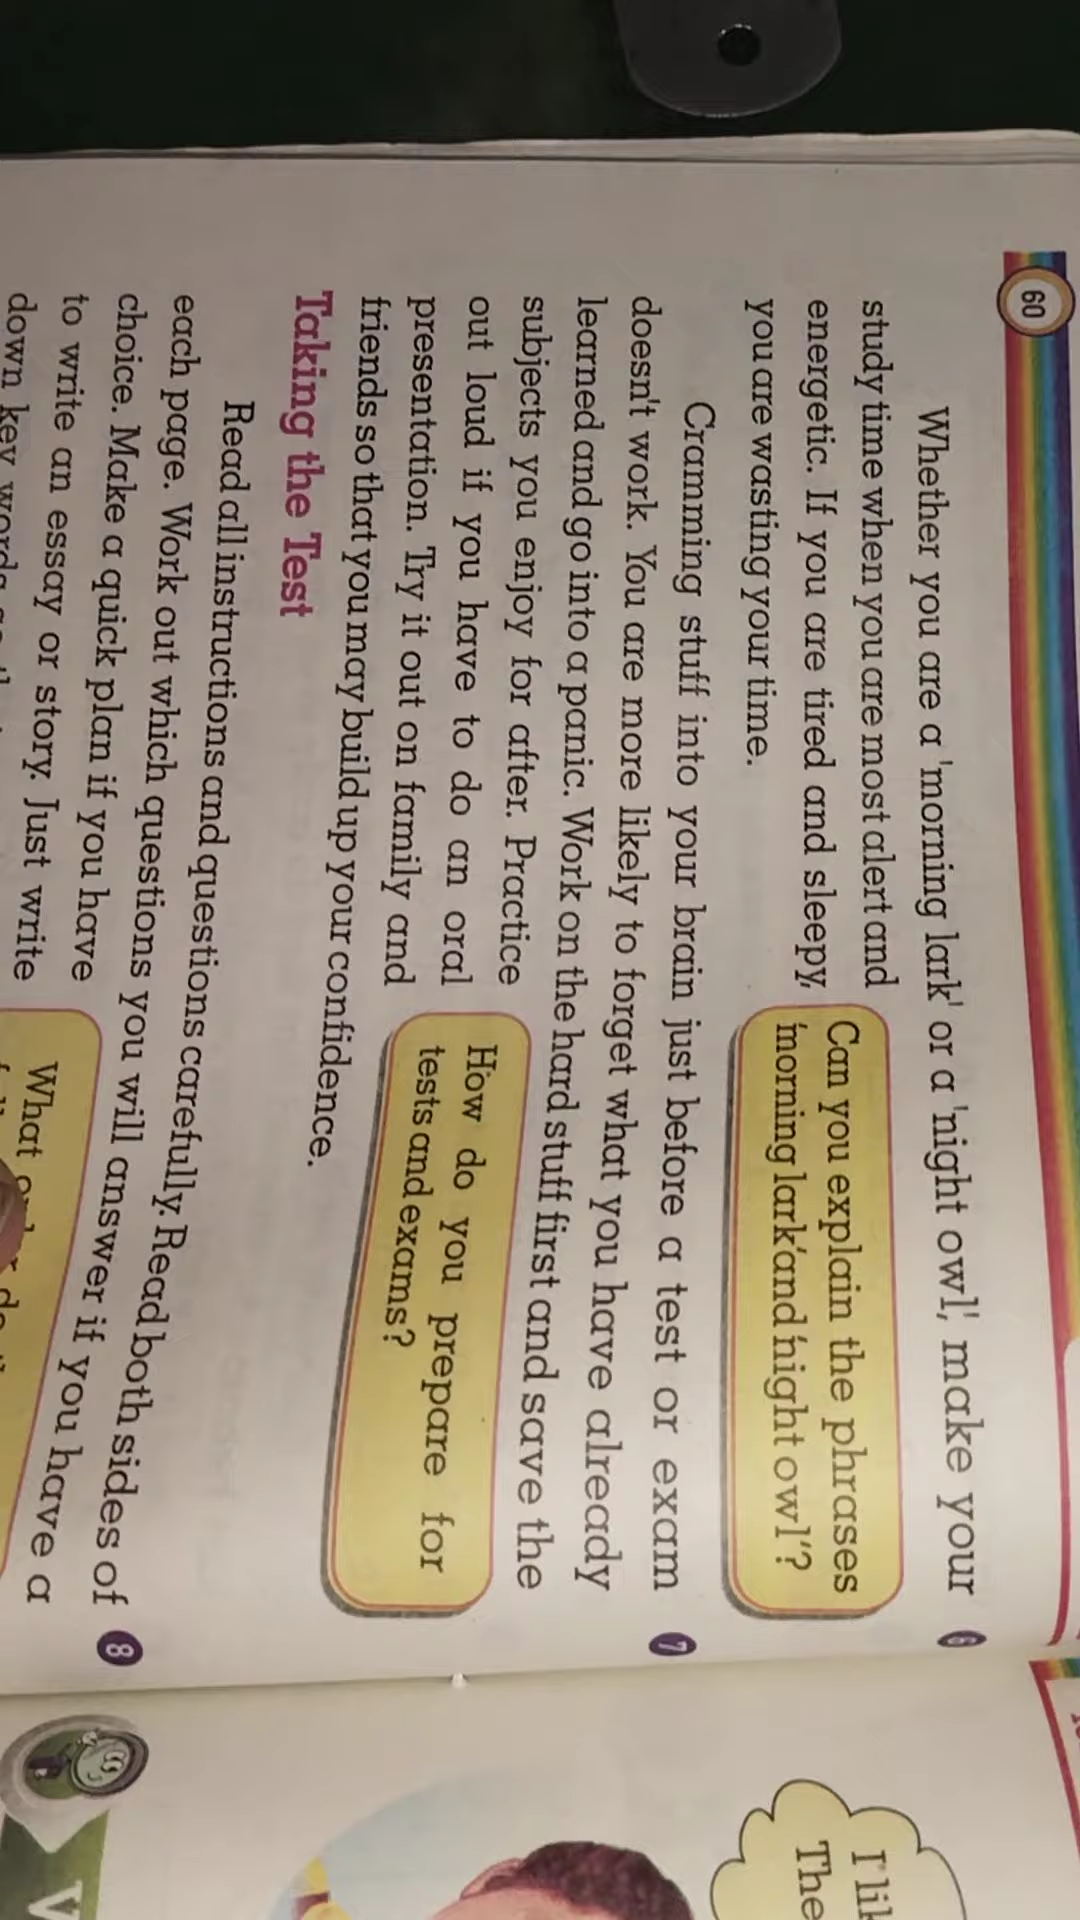 60
Whether you are a 'morning lark' or a 'night owl', make your 6
study time when you are most alert and
energetic. If you are tired and sleepy,
you are wasting your time.
Can you explain the phrases
'morning lark' and 'night owl'?
Cramming stuff into your brain just before a test or exam
doesn't work. You are more likely to forget what you have already 7
learned and go into a panic. Work on the hard stuff first and save the
subjects you enjoy for after. Practice
out loud if you have to do an oral
presentation. Try it out on family and
friends so that you may build up your confidence.
How do you prepare for
tests and exams?
Taking the Test
Read all instructions and questions carefully. Read both sides of
each page. Work out which questions you will answer if you have a 8
choice. Make a quick plan if you have
to write an essay or story. Just write
down key words
What
I li
The